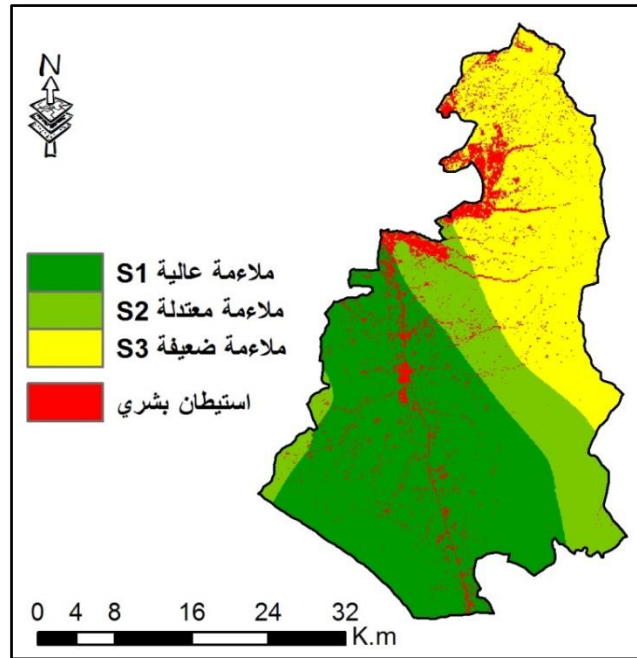 N
ملاءمة عالية S1
ملاءمة معتدلة S2
ملاءمة ضعيفة S3
استيطان بشري
0 4 8 16 24 32
K.m